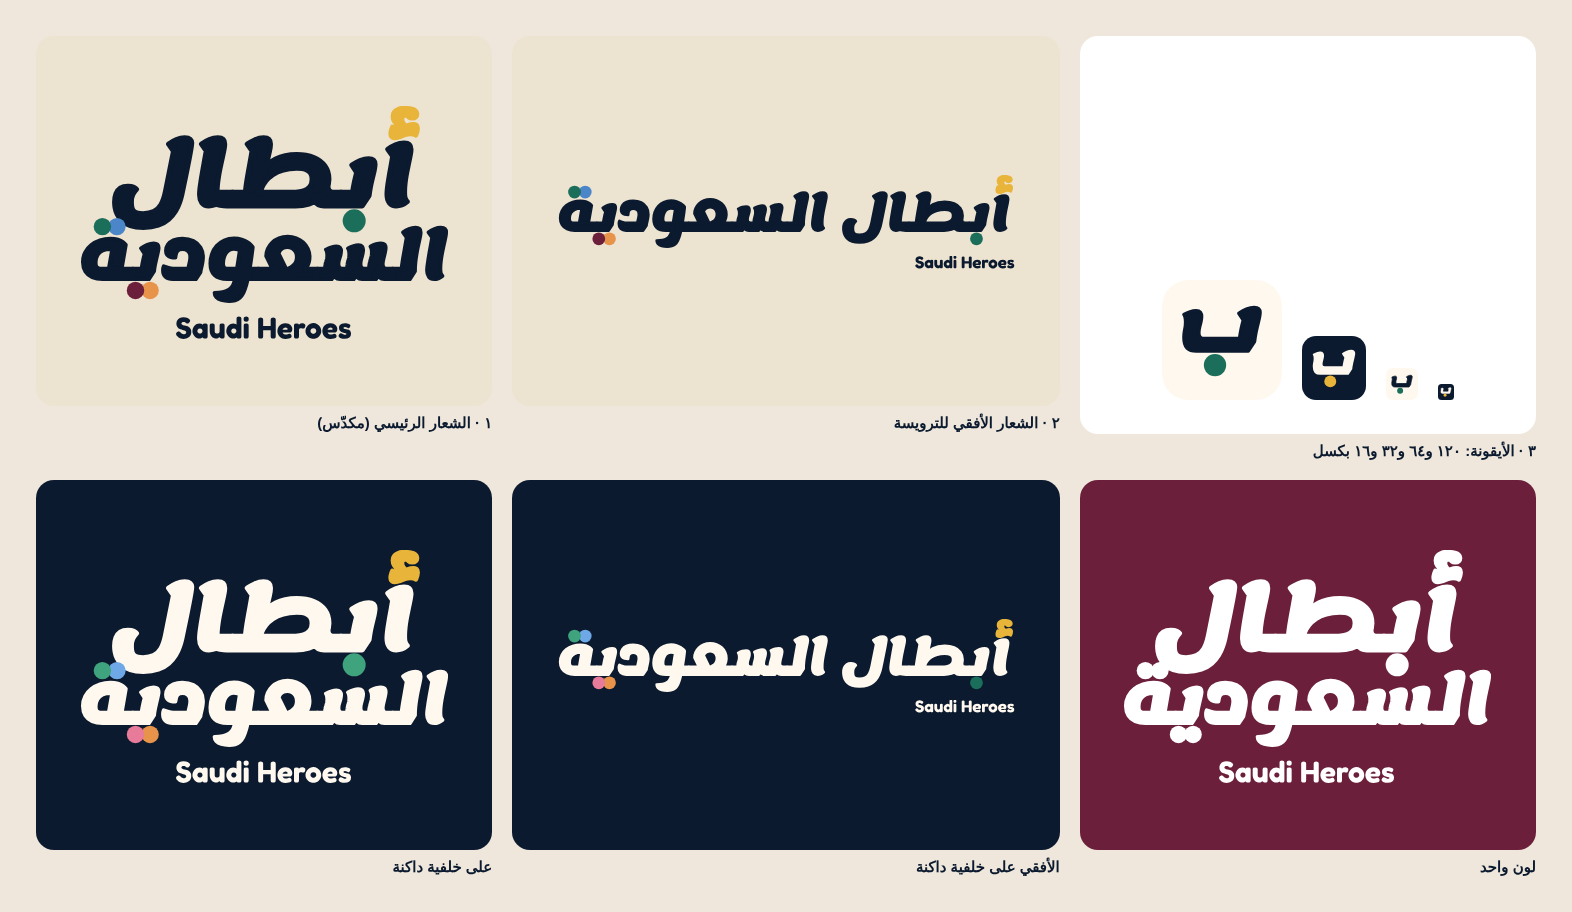 أبطال
السعودية
Saudi Heroes
١ · الشعار الرئيسي (مكدّس)
أبطال السعودية
Saudi Heroes
٢ · الشعار الأفقي للترويسة
ب
ب
ب
ب
٣ · الأيقونة: ١٢٠ و٦٤ و٣٢ و١٦ بكسل
أبطال
السعودية
Saudi Heroes
على خلفية داكنة
أبطال السعودية
Saudi Heroes
الأفقي على خلفية داكنة
أبطال
السعودية
Saudi Heroes
لون واحد